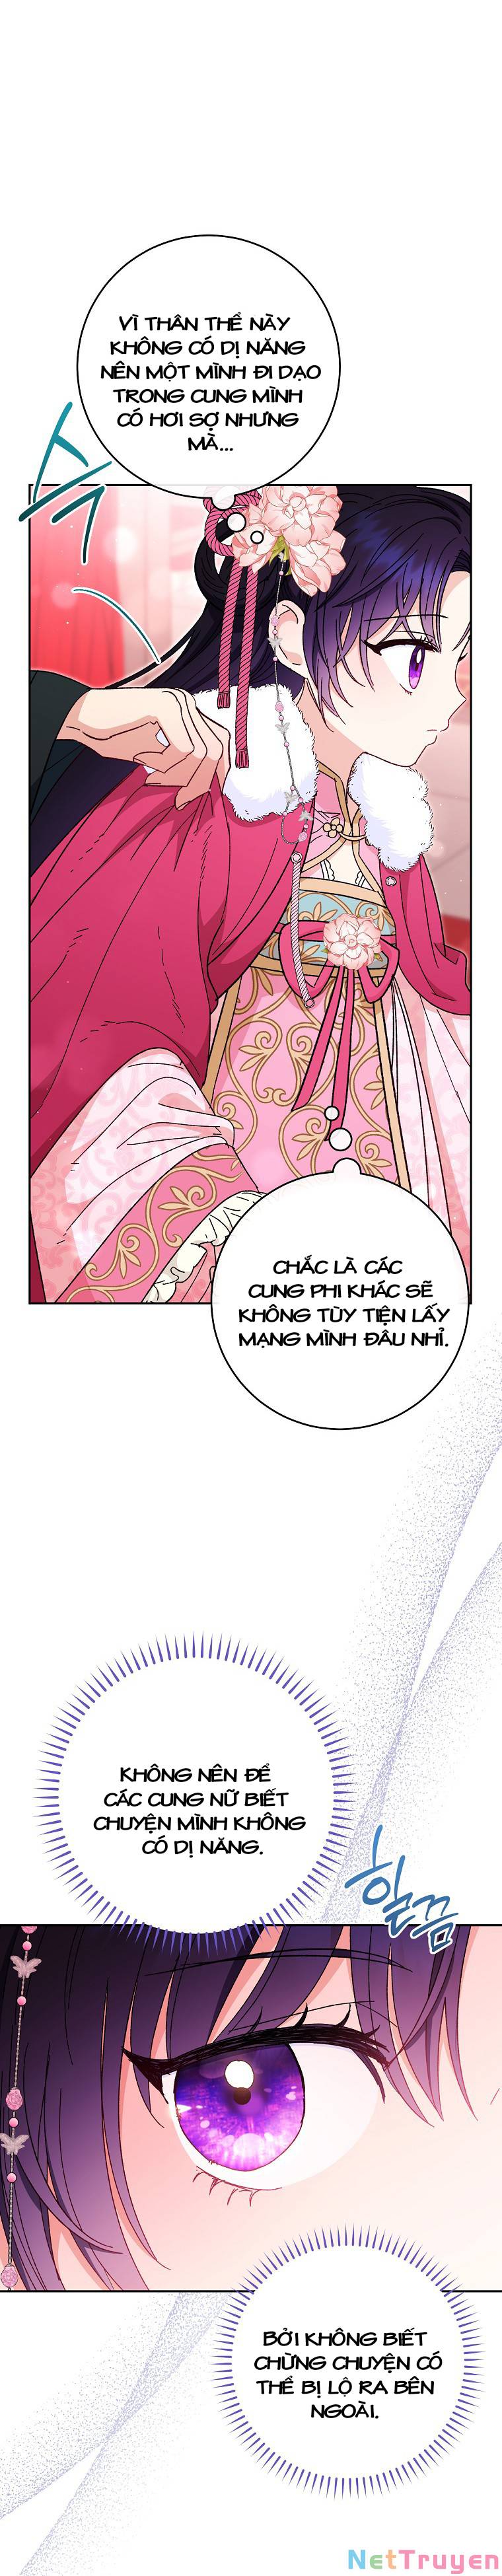 VÌ THÂN THỂ NÀY
KHÔNG CÓ DỊ NĂNG
NÊN MỘT MÌNH ĐI DẠO
TRONG CUNG MÌNH
CÓ HƠI SỢ NHƯNG
MÀ...
스윽
CHẮC LÀ CÁC
CUNG PHI KHÁC SẼ
KHÔNG TÙY TIỆN LẤY
MẠNG MÌNH ĐÂU NHỈ.
KHÔNG NÊN ĐỂ
CÁC CUNG NỮ BIẾT
CHUYỆN MÌNH KHÔNG
CÓ DỊ NĂNG.
힐끔
BỞI KHÔNG BIẾT
CHỪNG CHUYỆN CÓ
THỂ BỊ LỘ RA BÊN
NGOÀI.
NetTruyen